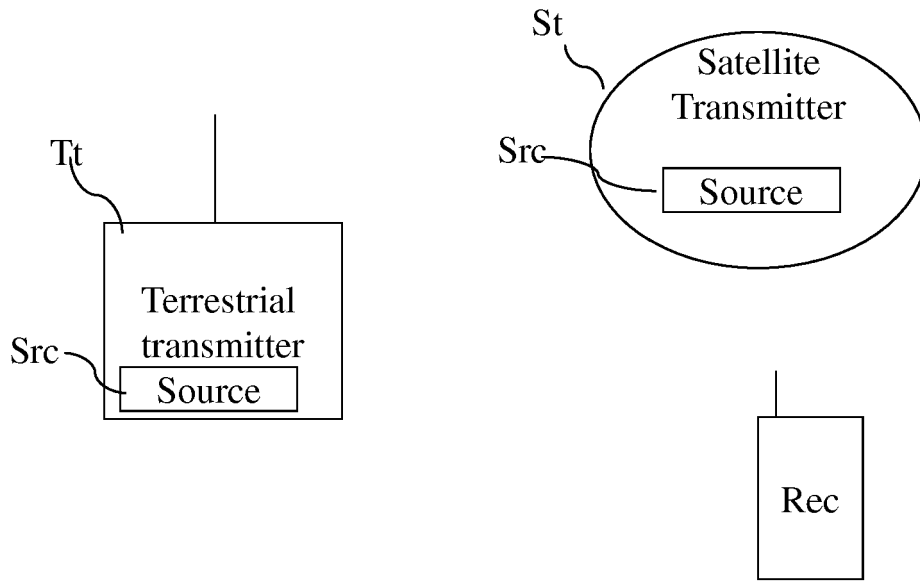 St
Satellite
Transmitter
Src
Source
Tt
Terrestrial
transmitter
Src
Source
Rec